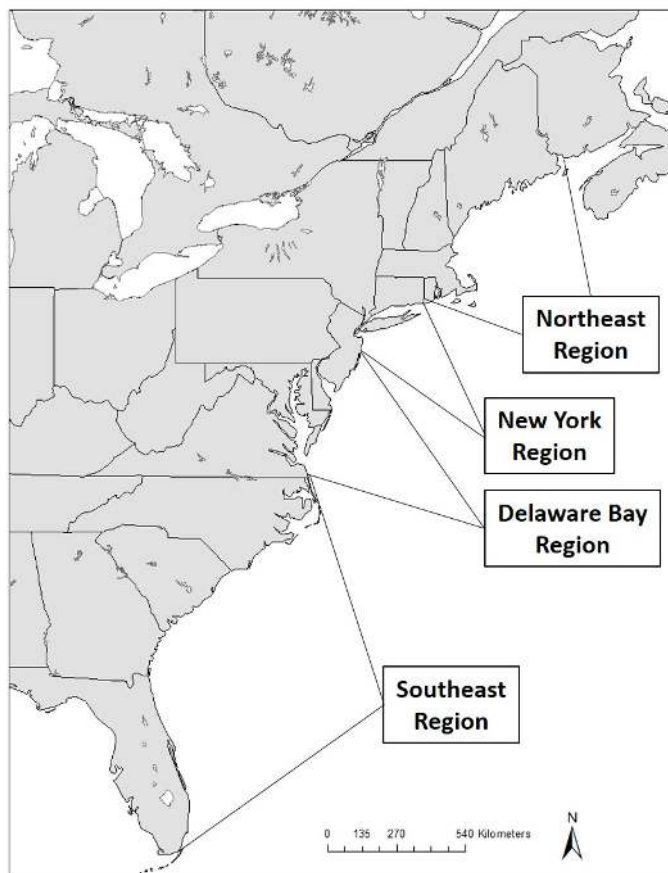 Northeast
Region
New York
Region
Delaware Bay
Region
Southeast
Region
N
0 135 270 540 Kilometers